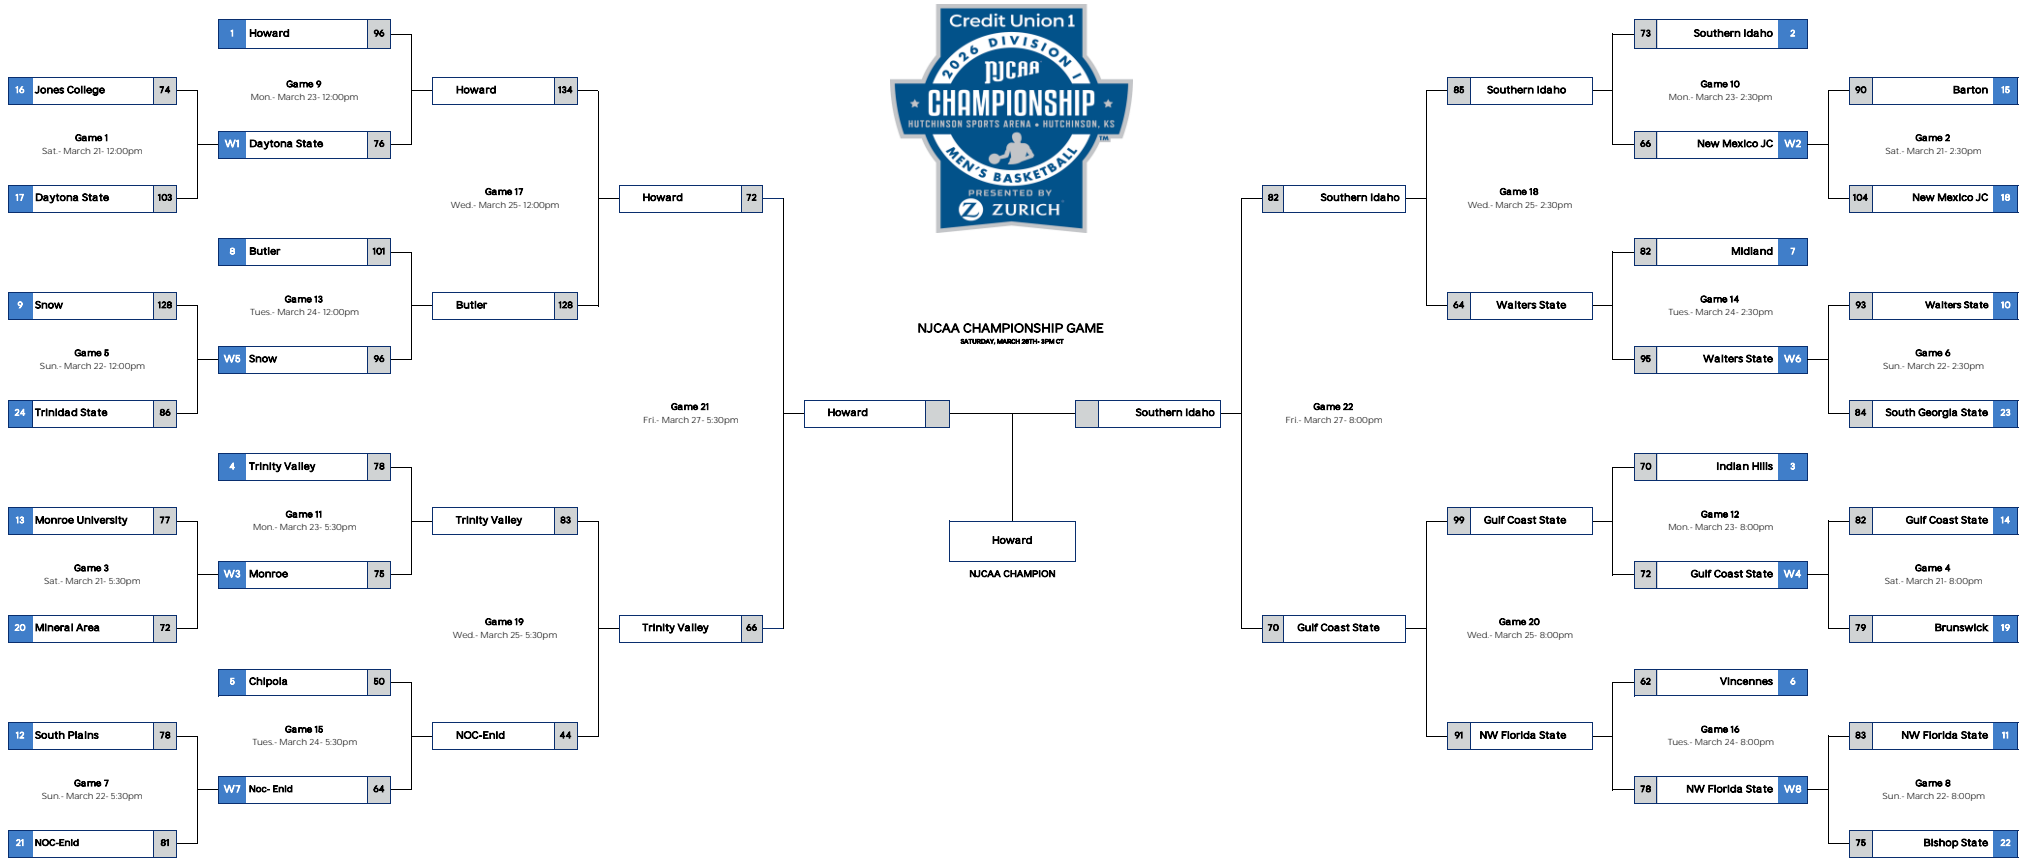 Credit Union 1
2026 DIVISION I
NJCAA
CHAMPIONSHIP
HUTCHINSON SPORTS ARENA • HUTCHINSON, KS
TM
MEN'S BASKETBALL
PRESENTED BY
ZURICH
1 Howard 96
Game 9
Mon.- March 23- 12:00pm
16 Jones College 74
Game 1
Sat.- March 21- 12:00pm
W1 Daytona State 76
17 Daytona State 103
Howard 134
Game 17
Wed.- March 25- 12:00pm
8 Butler 101
Game 13
Tues.- March 24- 12:00pm
9 Snow 128
Game 5
Sun.- March 22- 12:00pm
W5 Snow 96
24 Trinidad State 86
Butler 128
Howard 72
Game 21
Fri.- March 27- 5:30pm
4 Trinity Valley 78
Game 11
Mon.- March 23- 5:30pm
13 Monroe University 77
Game 3
Sat.- March 21- 5:30pm
W3 Monroe 75
20 Mineral Area 72
Trinity Valley 83
Game 19
Wed.- March 25- 5:30pm
5 Chipola 50
Game 15
Tues.- March 24- 5:30pm
12 South Plains 78
Game 7
Sun.- March 22- 5:30pm
W7 Noc- Enid 64
21 NOC-Enid 81
NOC-Enid 44
Trinity Valley 66
NJCAA CHAMPIONSHIP GAME
SATURDAY, MARCH 28TH- 3PM CT
Howard
Southern Idaho
Howard
NJCAA CHAMPION
73 Southern Idaho 2
Game 10
Mon.- March 23- 2:30pm
90 Barton 15
Game 2
Sat.- March 21- 2:30pm
66 New Mexico JC W2
104 New Mexico JC 18
85 Southern Idaho
Game 18
Wed.- March 25- 2:30pm
82 Midland 7
Game 14
Tues.- March 24- 2:30pm
93 Walters State 10
Game 6
Sun.- March 22- 2:30pm
95 Walters State W6
84 South Georgia State 23
64 Walters State
82 Southern Idaho
Game 22
Fri.- March 27- 8:00pm
70 Indian Hills 3
Game 12
Mon.- March 23- 8:00pm
82 Gulf Coast State 14
Game 4
Sat.- March 21- 8:00pm
72 Gulf Coast State W4
79 Brunswick 19
99 Gulf Coast State
Game 20
Wed.- March 25- 8:00pm
62 Vincennes 6
Game 16
Tues.- March 24- 8:00pm
83 NW Florida State 11
Game 8
Sun.- March 22- 8:00pm
78 NW Florida State W8
75 Bishop State 22
91 NW Florida State
70 Gulf Coast State